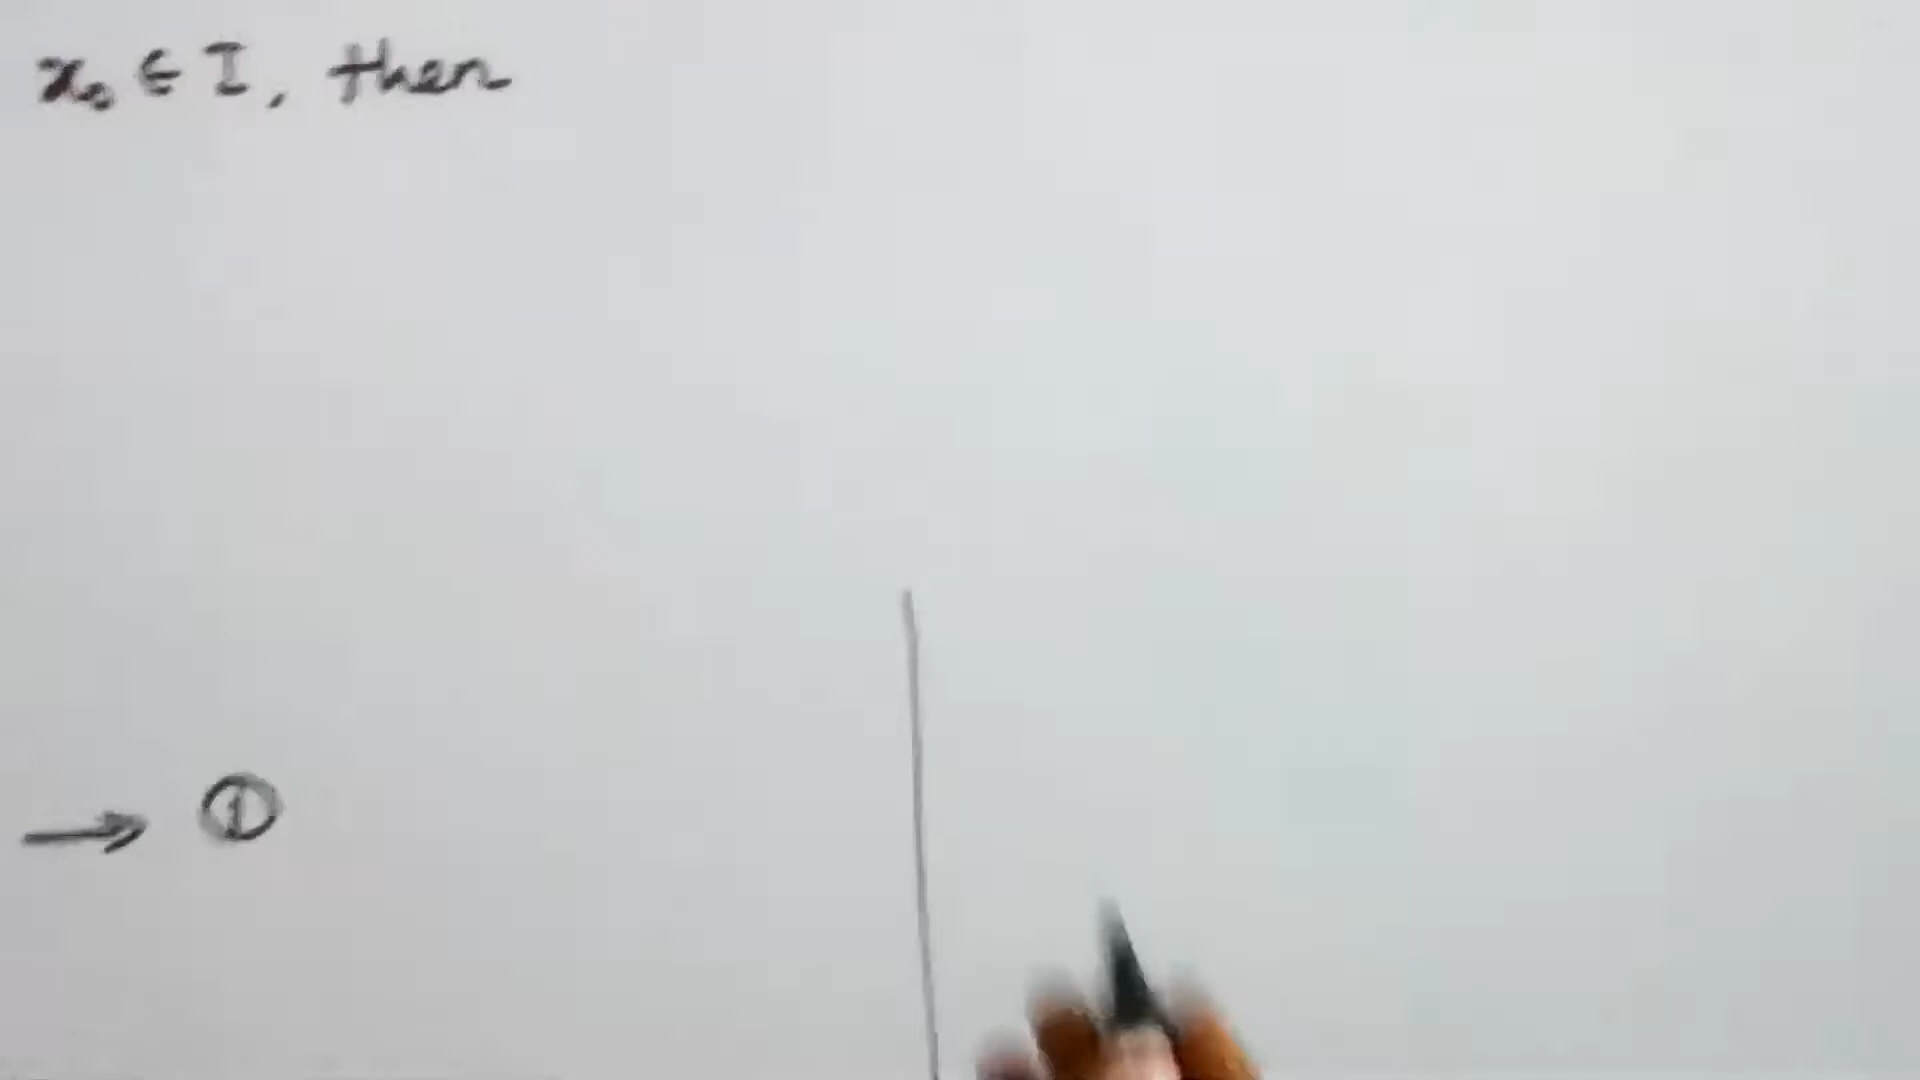 x₀ ∈ I, then
→ ①